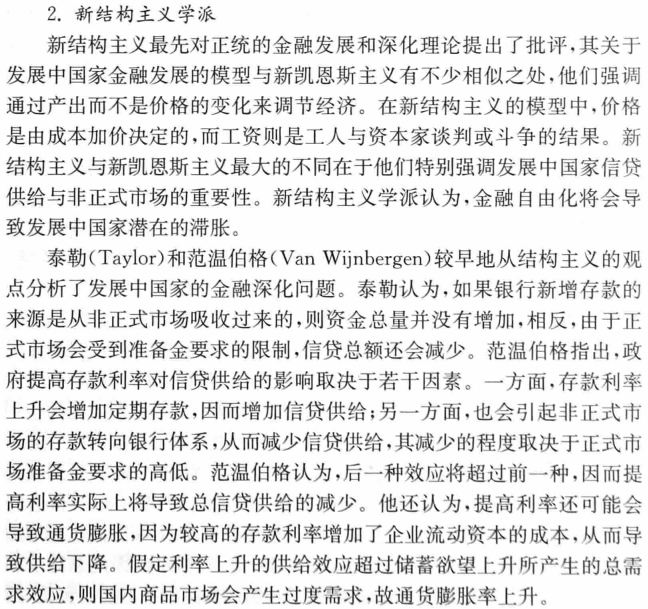 2. 新结构主义学派
新结构主义最先对正统的金融发展和深化理论提出了批评,其关于
发展中国家金融发展的模型与新凯恩斯主义有不少相似之处,他们强调
通过产出而不是价格的变化来调节经济。在新结构主义的模型中,价格
是由成本加价决定的,而工资则是工人与资本家谈判或斗争的结果。新
结构主义与新凯恩斯主义最大的不同在于他们特别强调发展中国家信贷
供给与非正式市场的重要性。新结构主义学派认为,金融自由化将会导
致发展中国家潜在的滞胀。
泰勒(Taylor)和范温伯格(Van Wijnbergen)较早地从结构主义的观
点分析了发展中国家的金融深化问题。泰勒认为,如果银行新增存款的
来源是从非正式市场吸收过来的,则资金总量并没有增加,相反,由于正
式市场会受到准备金要求的限制,信贷总额还会减少。范温伯格指出,政
府提高存款利率对信贷供给的影响取决于若干因素。一方面,存款利率
上升会增加定期存款,因而增加信贷供给;另一方面,也会引起非正式市
场的存款转向银行体系,从而减少信贷供给,其减少的程度取决于正式市
场准备金要求的高低。范温伯格认为,后一种效应将超过前一种,因而提
高利率实际上将导致总信贷供给的减少。他还认为,提高利率还可能会
导致通货膨胀,因为较高的存款利率增加了企业流动资本的成本,从而导
致供给下降。假定利率上升的供给效应超过储蓄欲望上升所产生的总需
求效应,则国内商品市场会产生过度需求,故通货膨胀率上升。